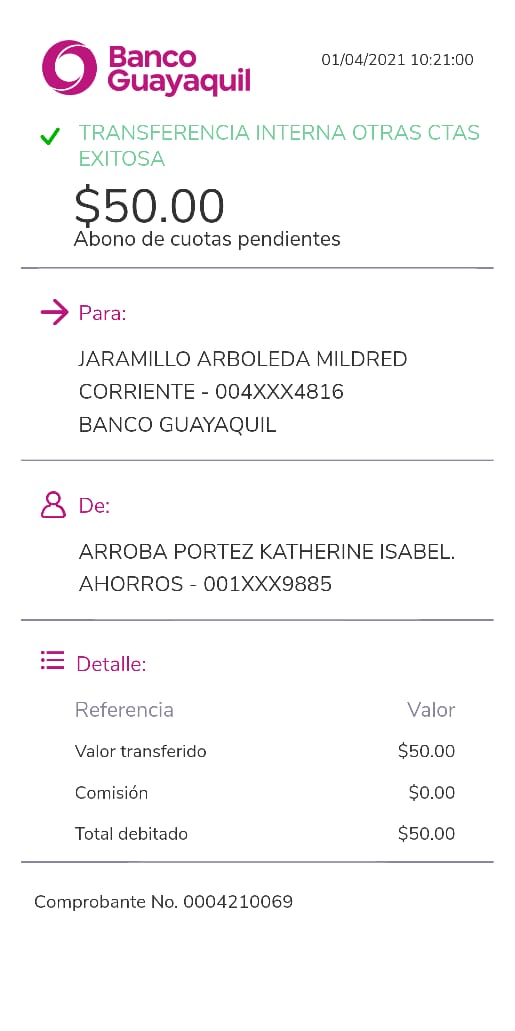 Banco
Guayaquil
01/04/2021 10:21:00
TRANSFERENCIA INTERNA OTRAS CTAS
EXITOSA
$50.00
Abono de cuotas pendientes
Para:
JARAMILLO ARBOLEDA MILDRED
CORRIENTE - 004XXX4816
BANCO GUAYAQUIL
De:
ARROBA PORTEZ KATHERINE ISABEL.
AHORROS - 001XXX9885
Detalle:
Referencia Valor
Valor transferido $50.00
Comisión $0.00
Total debitado $50.00
Comprobante No. 0004210069